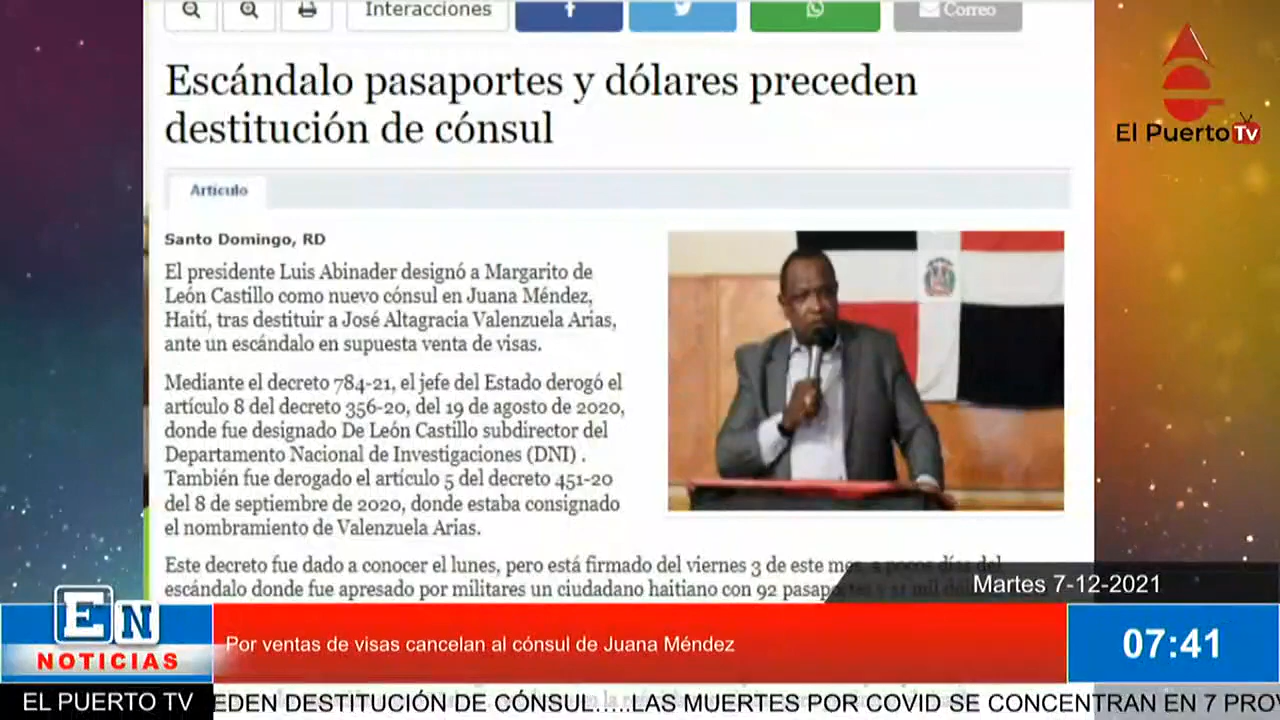 Interacciones
Correo
Escándalo pasaportes y dólares preceden
destitución de cónsul
El Puerto Tv
Artículo
Santo Domingo, RD
El presidente Luis Abinader designó a Margarito de
León Castillo como nuevo cónsul en Juana Méndez,
Haití, tras destituir a José Altagracia Valenzuela Arias,
ante un escándalo en supuesta venta de visas.
Mediante el decreto 784-21, el jefe del Estado derogó el
artículo 8 del decreto 356-20, del 19 de agosto de 2020,
donde fue designado De León Castillo subdirector del
Departamento Nacional de Investigaciones (DNI) .
También fue derogado el artículo 5 del decreto 451-20
del 8 de septiembre de 2020, donde estaba consignado
el nombramiento de Valenzuela Arias.
Este decreto fue dado a conocer el lunes, pero está firmado del viernes 3 de este mes, a pocos días del
escándalo donde fue apresado por militares un ciudadano haitiano con 92 pasaportes y
Martes 7-12-2021
EN
NOTICIAS
Por ventas de visas cancelan al cónsul de Juana Méndez
07:41
EL PUERTO TV
EDEN DESTITUCIÓN DE CÓNSUL.....LAS MUERTES POR COVID SE CONCENTRAN EN 7 PRO